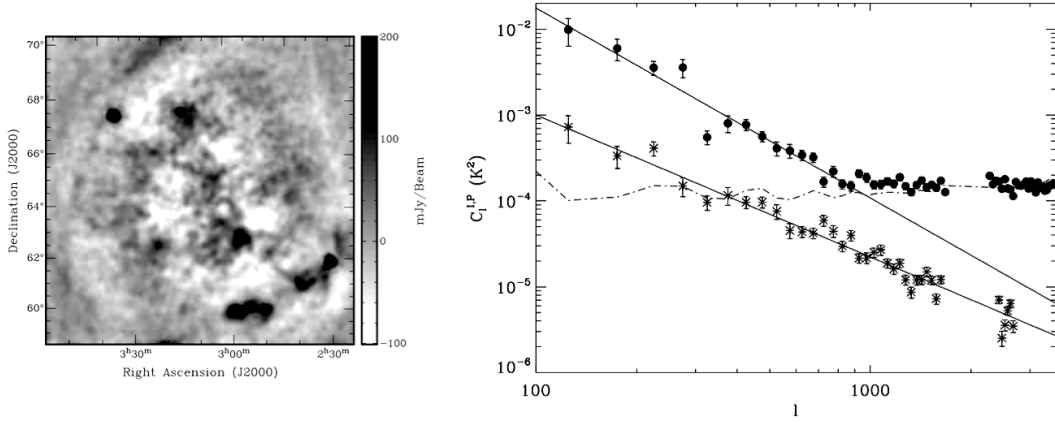 70°
68°
66°
64°
62°
60°
3ʰ30ᵐ 3ʰ00ᵐ 2ʰ30ᵐ
Right Ascension (J2000)
Declination (J2000)
200
100
0
−100
mJy/Beam
10⁻²
10⁻³
10⁻⁴
10⁻⁵
10⁻⁶
C_l^{I,P} (K²)
100 1000
l